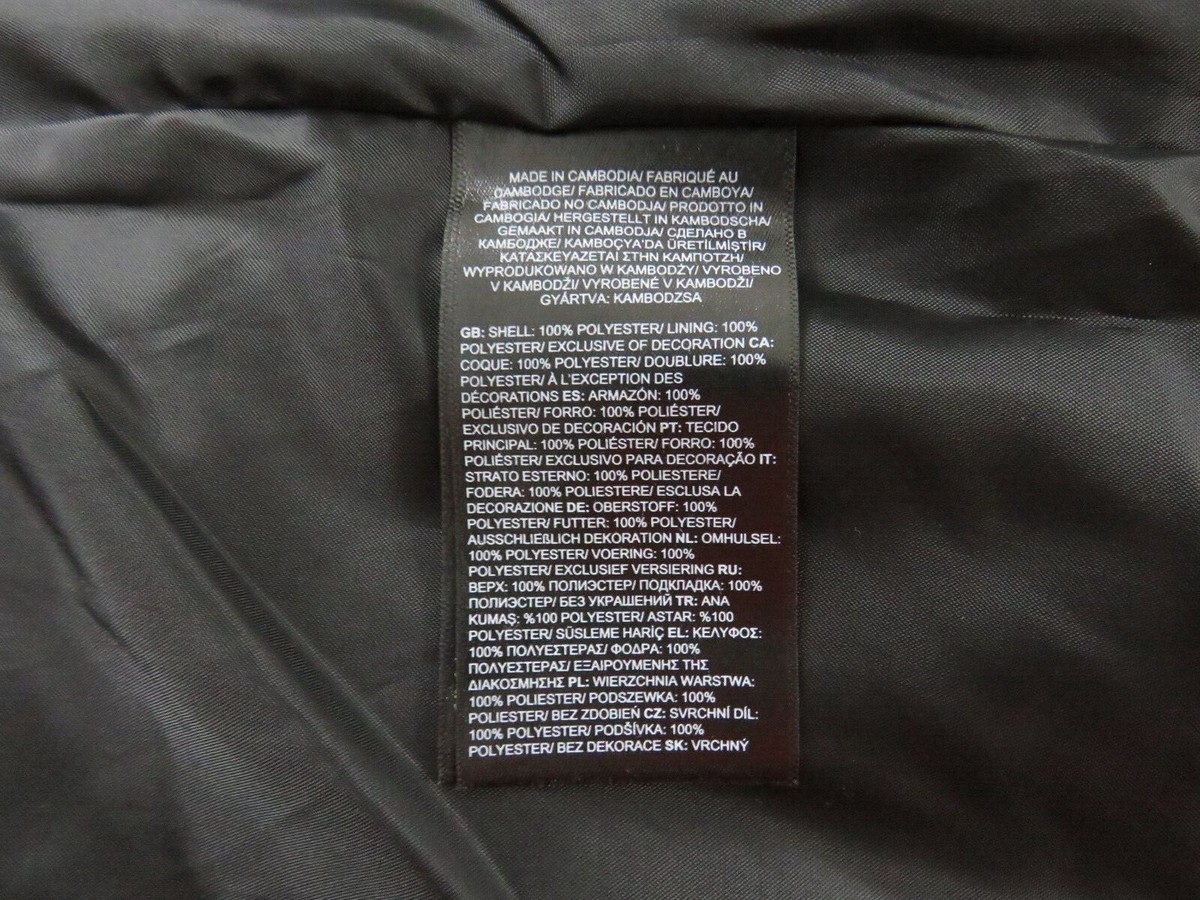 MADE IN CAMBODIA/ FABRIQUÉ AU
CAMBODGE/ FABRICADO EN CAMBOYA/
FABRICADO NO CAMBODJA/ PRODOTTO IN
CAMBOGIA/ HERGESTELLT IN KAMBODSCHA/
GEMAAKT IN CAMBODJA/ СДЕЛАНО В
КАМБОДЖЕ/ KAMBOÇYA'DA ÜRETİLMİŞTİR/
ΚΑΤΑΣΚΕΥΑΖΕΤΑΙ ΣΤΗΝ ΚΑΜΠΟΤΖΗ/
WYPRODUKOWANO W KAMBODŻY/ VYROBENO
V KAMBODŽI/ VYROBENÉ V KAMBODŽI/
GYÁRTVA: KAMBODZSA
GB: SHELL: 100% POLYESTER/ LINING: 100%
POLYESTER/ EXCLUSIVE OF DECORATION CA:
COQUE: 100% POLYESTER/ DOUBLURE: 100%
POLYESTER/ À L'EXCEPTION DES
DÉCORATIONS ES: ARMAZÓN: 100%
POLIÉSTER/ FORRO: 100% POLIÉSTER/
EXCLUSIVO DE DECORACIÓN PT: TECIDO
PRINCIPAL: 100% POLIÉSTER/ FORRO: 100%
POLIÉSTER/ EXCLUSIVO PARA DECORAÇÃO IT:
STRATO ESTERNO: 100% POLIESTERE/
FODERA: 100% POLIESTERE/ ESCLUSA LA
DECORAZIONE DE: OBERSTOFF: 100%
POLYESTER/ FUTTER: 100% POLYESTER/
AUSSCHLIEßLICH DEKORATION NL: OMHULSEL:
100% POLYESTER/ VOERING: 100%
POLYESTER/ EXCLUSIEF VERSIERING RU:
ВЕРХ: 100% ПОЛИЭСТЕР/ ПОДКЛАДКА: 100%
ПОЛИЭСТЕР/ БЕЗ УКРАШЕНИЙ TR: ANA
KUMAŞ: %100 POLYESTER/ ASTAR: %100
POLYESTER/ SÜSLEME HARİÇ EL: ΚΕΛΥΦΟΣ:
100% ΠΟΛΥΕΣΤΕΡΑΣ/ ΦΟΔΡΑ: 100%
ΠΟΛΥΕΣΤΕΡΑΣ/ ΕΞΑΙΡΟΥΜΕΝΗΣ ΤΗΣ
ΔΙΑΚΟΣΜΗΣΗΣ PL: WIERZCHNIA WARSTWA:
100% POLIESTER/ PODSZEWKA: 100%
POLIESTER/ BEZ ZDOBIEŃ CZ: SVRCHNÍ DÍL:
100% POLYESTER/ PODŠÍVKA: 100%
POLYESTER/ BEZ DEKORACE SK: VRCHNÝ